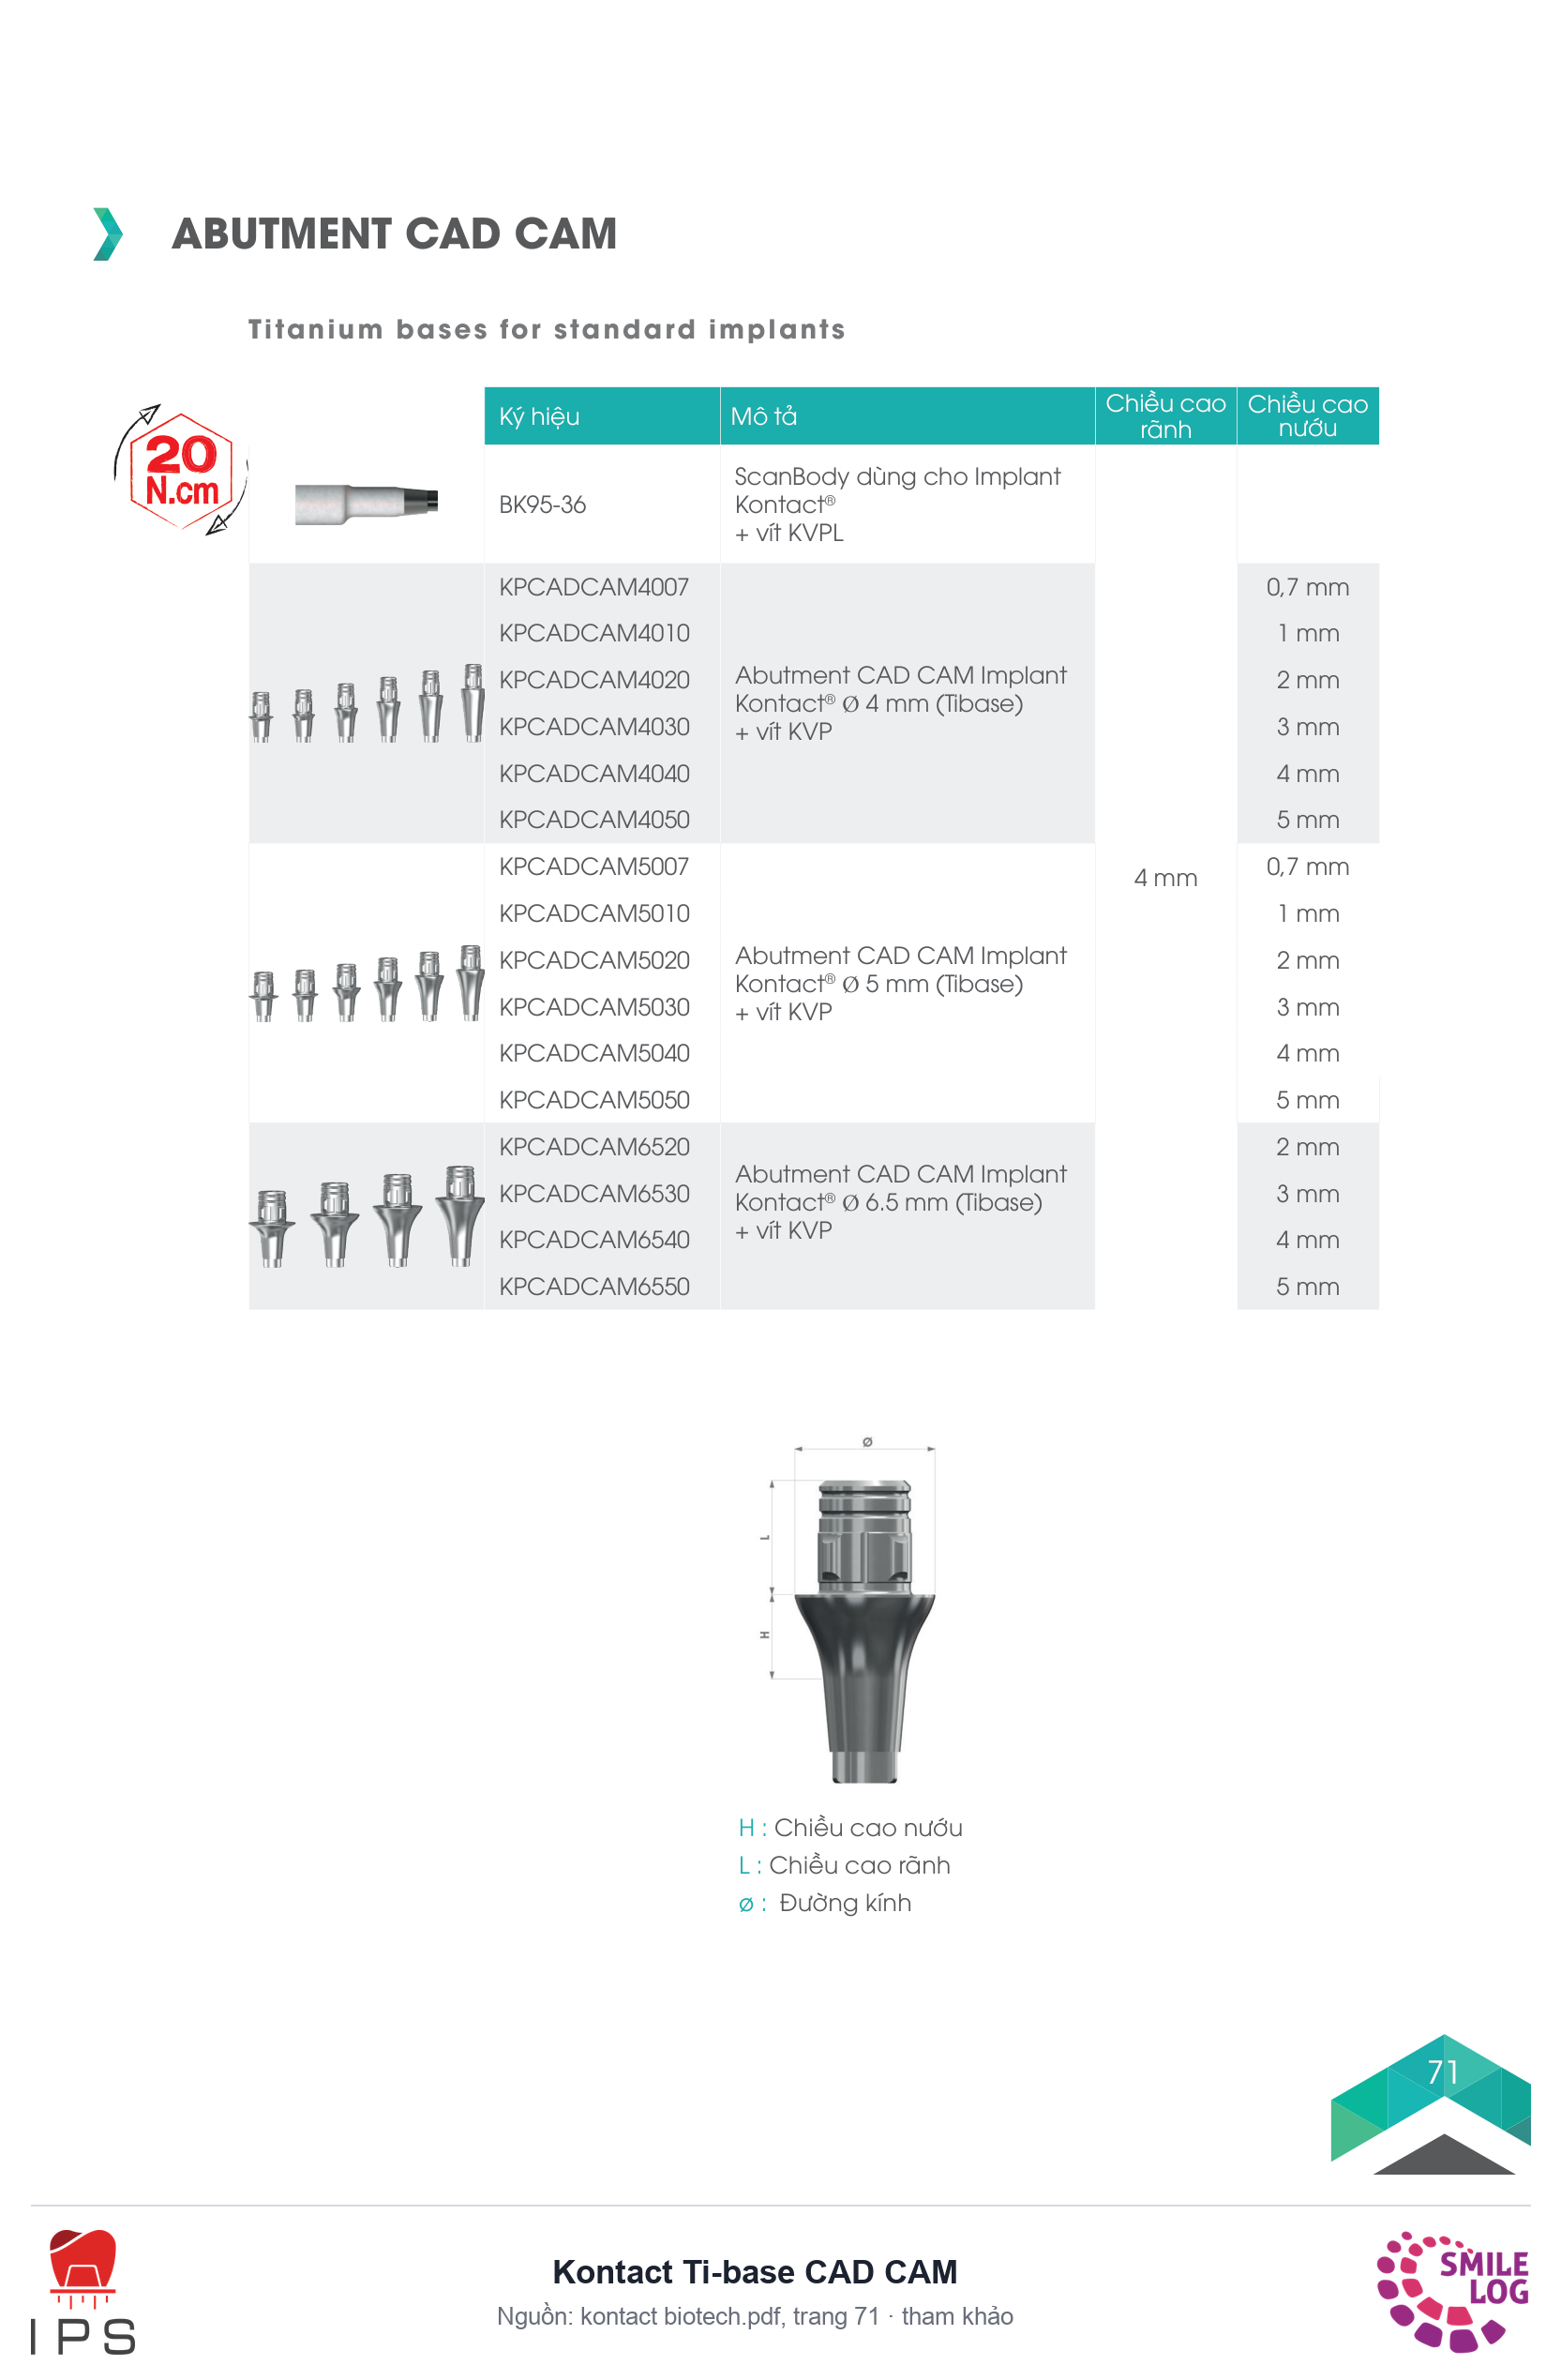 ABUTMENT CAD CAM
Titanium bases for standard implants
20
N.cm
Ký hiệu
Mô tả
Chiều cao
rãnh
Chiều cao
nướu
BK95-36
ScanBody dùng cho Implant
Kontact®
+ vít KVPL
KPCADCAM4007
0,7 mm
KPCADCAM4010
1 mm
KPCADCAM4020
2 mm
KPCADCAM4030
3 mm
KPCADCAM4040
4 mm
KPCADCAM4050
5 mm
Abutment CAD CAM Implant
Kontact® Ø 4 mm (Tibase)
+ vít KVP
4 mm
KPCADCAM5007
0,7 mm
KPCADCAM5010
1 mm
KPCADCAM5020
2 mm
KPCADCAM5030
3 mm
KPCADCAM5040
4 mm
KPCADCAM5050
5 mm
Abutment CAD CAM Implant
Kontact® Ø 5 mm (Tibase)
+ vít KVP
KPCADCAM6520
2 mm
KPCADCAM6530
3 mm
KPCADCAM6540
4 mm
KPCADCAM6550
5 mm
Abutment CAD CAM Implant
Kontact® Ø 6.5 mm (Tibase)
+ vít KVP
ø
L
H
H : Chiều cao nướu
L : Chiều cao rãnh
ø : Đường kính
71
IPS
Kontact Ti-base CAD CAM
Nguồn: kontact biotech.pdf, trang 71 · tham khảo
SMILE
LOG